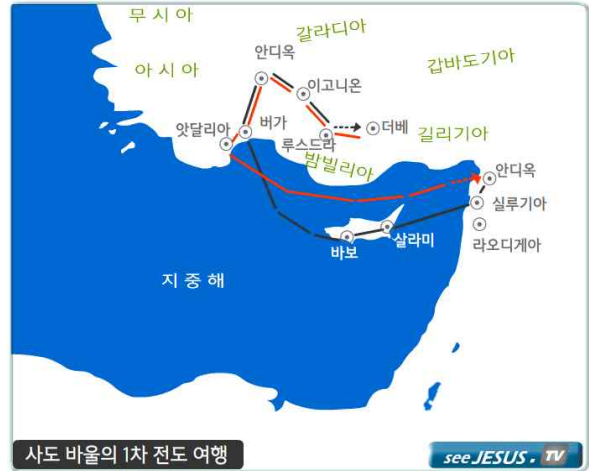 무 시 아
갈라디아
안디옥
아 시 아
갑바도기아
이고니온
앗달리아
버가
더베
루스드라
길리기아
밤빌리아
안디옥
실루기아
바보
살라미
라오디게아
지 중 해
사도 바울의 1차 전도 여행
see JESUS. TV